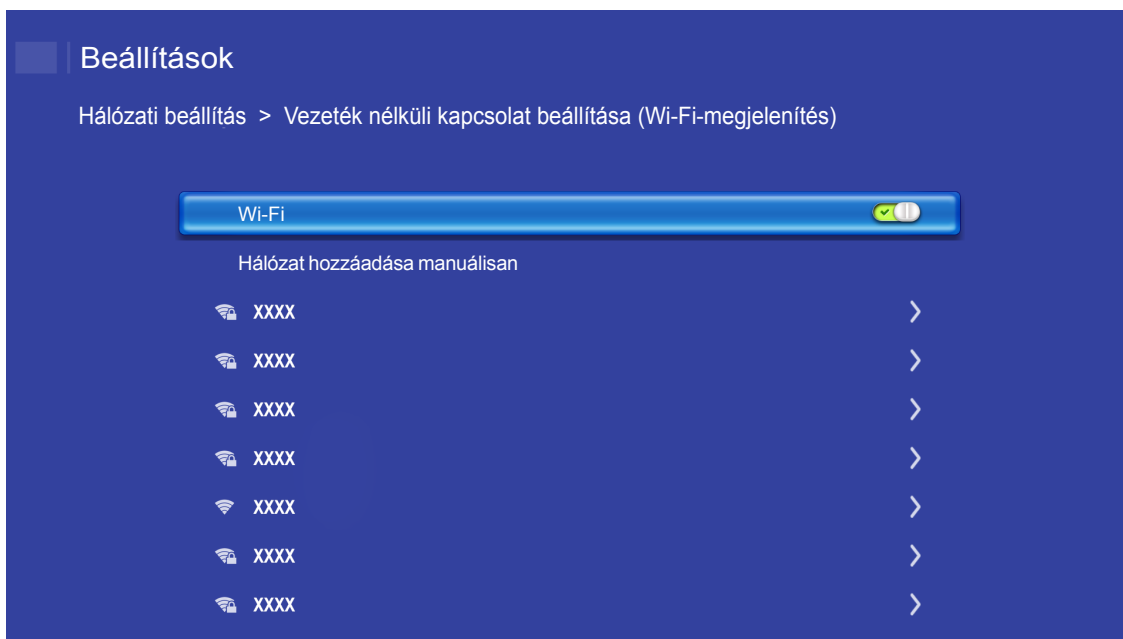 Beállítások
Hálózati beállítás > Vezeték nélküli kapcsolat beállítása (Wi-Fi-megjelenítés)
Wi-Fi
Hálózat hozzáadása manuálisan
XXXX
XXXX
XXXX
XXXX
XXXX
XXXX
XXXX